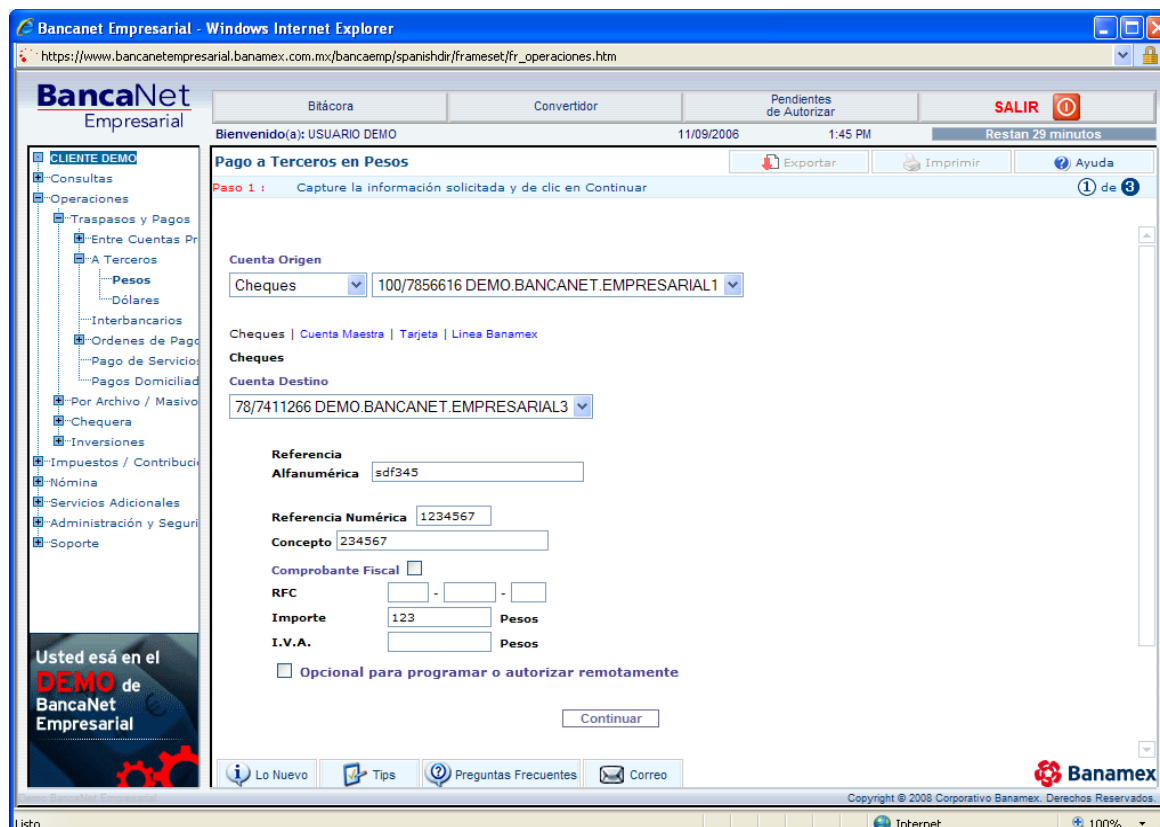 Bancanet Empresarial - Windows Internet Explorer
https://www.bancanetempresarial.banamex.com.mx/bancaemp/spanishdir/frameset/fr_operaciones.htm
BancaNet
Empresarial
Bitácora
Convertidor
Pendientes
de Autorizar
SALIR
Bienvenido(a): USUARIO DEMO 11/09/2006 1:45 PM Restan 29 minutos
CLIENTE DEMO
Consultas
Operaciones
Traspasos y Pagos
Entre Cuentas Pr
A Terceros
Pesos
Dólares
Interbancarios
Ordenes de Pago
Pago de Servicios
Pagos Domiciliad
Por Archivo / Masivo
Chequera
Inversiones
Impuestos / Contribuci
Nómina
Servicios Adicionales
Administración y Seguri
Soporte
Usted esá en el
DEMO de
BancaNet
Empresarial
Pago a Terceros en Pesos
Exportar
Imprimir
Ayuda
Paso 1 : Capture la información solicitada y de clic en Continuar
1 de 3
Cuenta Origen
Cheques 100/7856616 DEMO.BANCANET.EMPRESARIAL1
Cheques | Cuenta Maestra | Tarjeta | Linea Banamex
Cheques
Cuenta Destino
78/7411266 DEMO.BANCANET.EMPRESARIAL3
Referencia
Alfanumérica sdf345
Referencia Numérica 1234567
Concepto 234567
Comprobante Fiscal
RFC - -
Importe 123 Pesos
I.V.A. Pesos
Opcional para programar o autorizar remotamente
Continuar
Lo Nuevo
Tips
Preguntas Frecuentes
Correo
Banamex
Demo BancaNet Empresarial
Copyright © 2008 Corporativo Banamex. Derechos Reservados.
Listo
Internet
100%